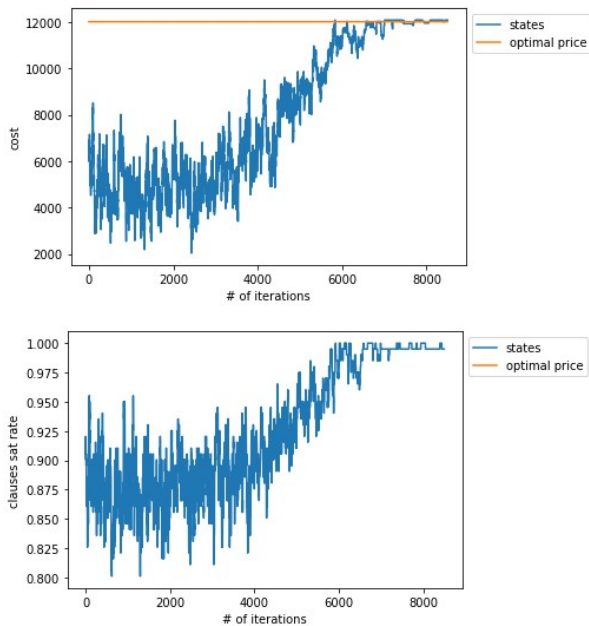 12000
10000
8000
6000
4000
2000
cost
0 2000 4000 6000 8000
# of iterations
states
optimal price
1.000
0.975
0.950
0.925
0.900
0.875
0.850
0.825
0.800
clauses sat rate
0 2000 4000 6000 8000
# of iterations
states
optimal price